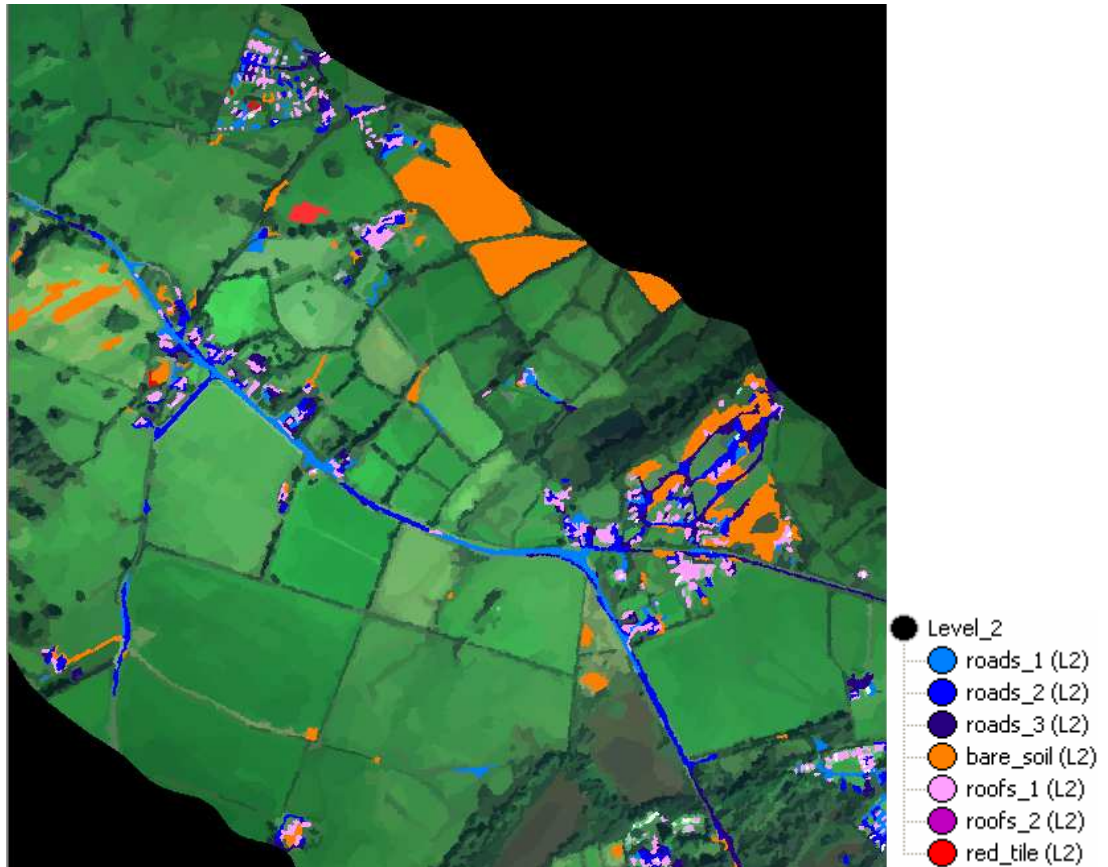 Level_2
roads_1 (L2)
roads_2 (L2)
roads_3 (L2)
bare_soil (L2)
roofs_1 (L2)
roofs_2 (L2)
red_tile (L2)